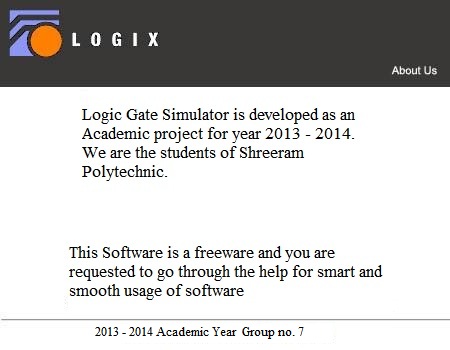 LOGIX
About Us
Logic Gate Simulator is developed as an
Academic project for year 2013 - 2014.
We are the students of Shreeram
Polytechnic.
This Software is a freeware and you are
requested to go through the help for smart and
smooth usage of software
2013 - 2014 Academic Year Group no. 7